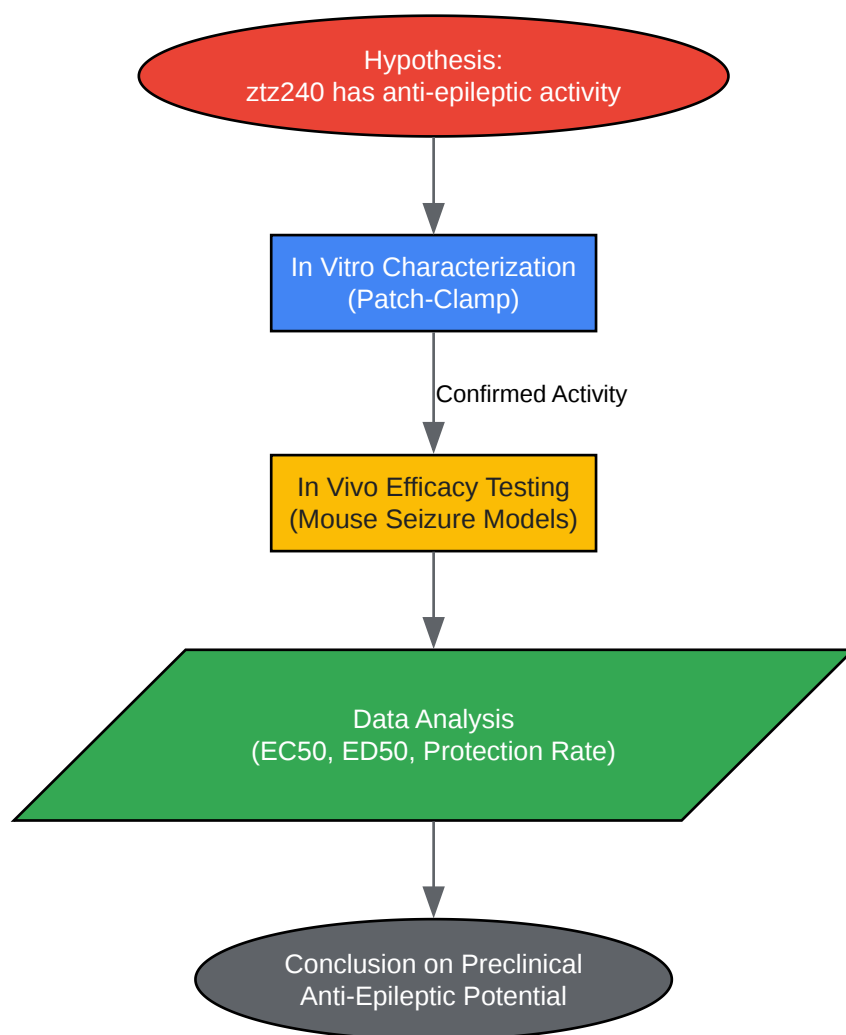 Hypothesis:
ztz240 has anti-epileptic activity
In Vitro Characterization
(Patch-Clamp)
Confirmed Activity
In Vivo Efficacy Testing
(Mouse Seizure Models)
Data Analysis
(EC50, ED50, Protection Rate)
Conclusion on Preclinical
Anti-Epileptic Potential